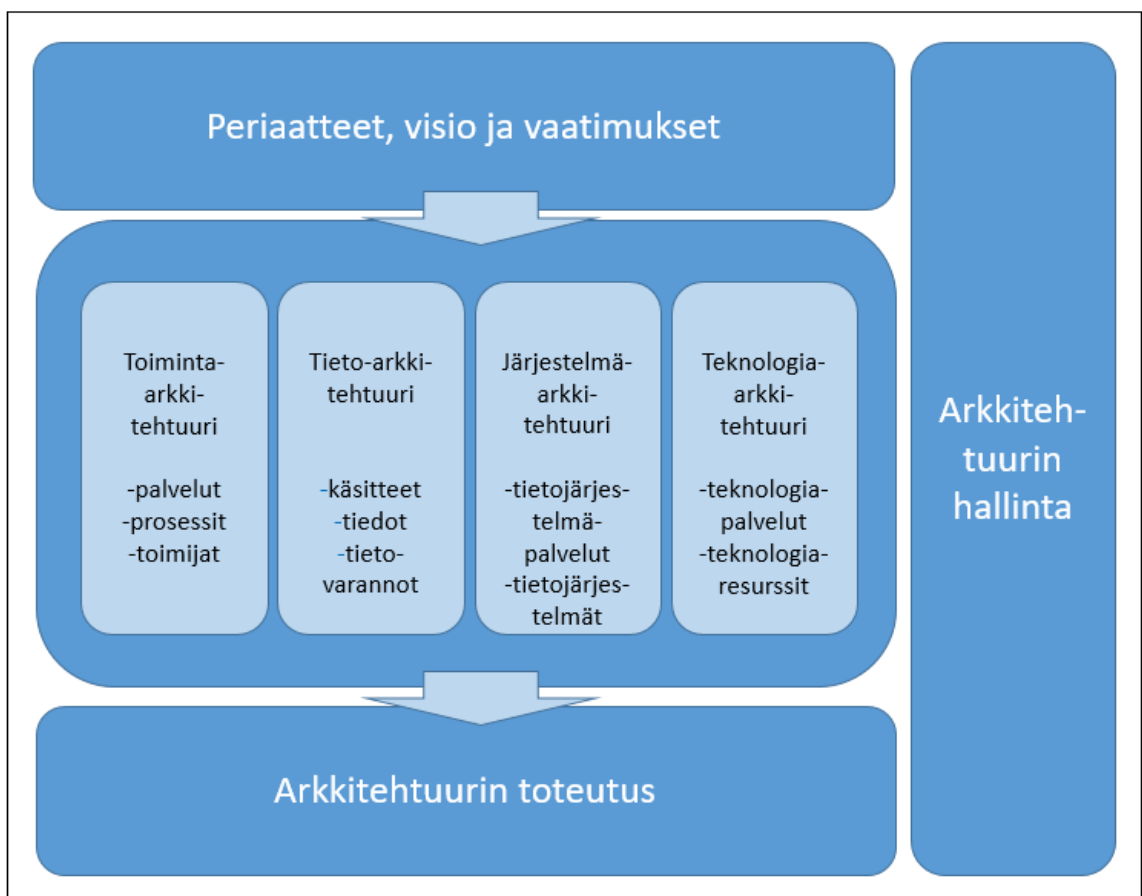 Periaatteet, visio ja vaatimukset
Toiminta-
arkki-
tehtuuri
-palvelut
-prosessit
-toimijat
Tieto-arkki-
tehtuuri
-käsitteet
-tiedot
-tieto-
varannot
Järjestelmä-
arkki-
tehtuuri
-tietojärjes-
telmä-
palvelut
-tietojärjes-
telmät
Teknologia-
arkki-
tehtuuri
-teknologia-
palvelut
-teknologia-
resurssit
Arkkitehtuurin toteutus
Arkkiteh-
tuurin
hallinta